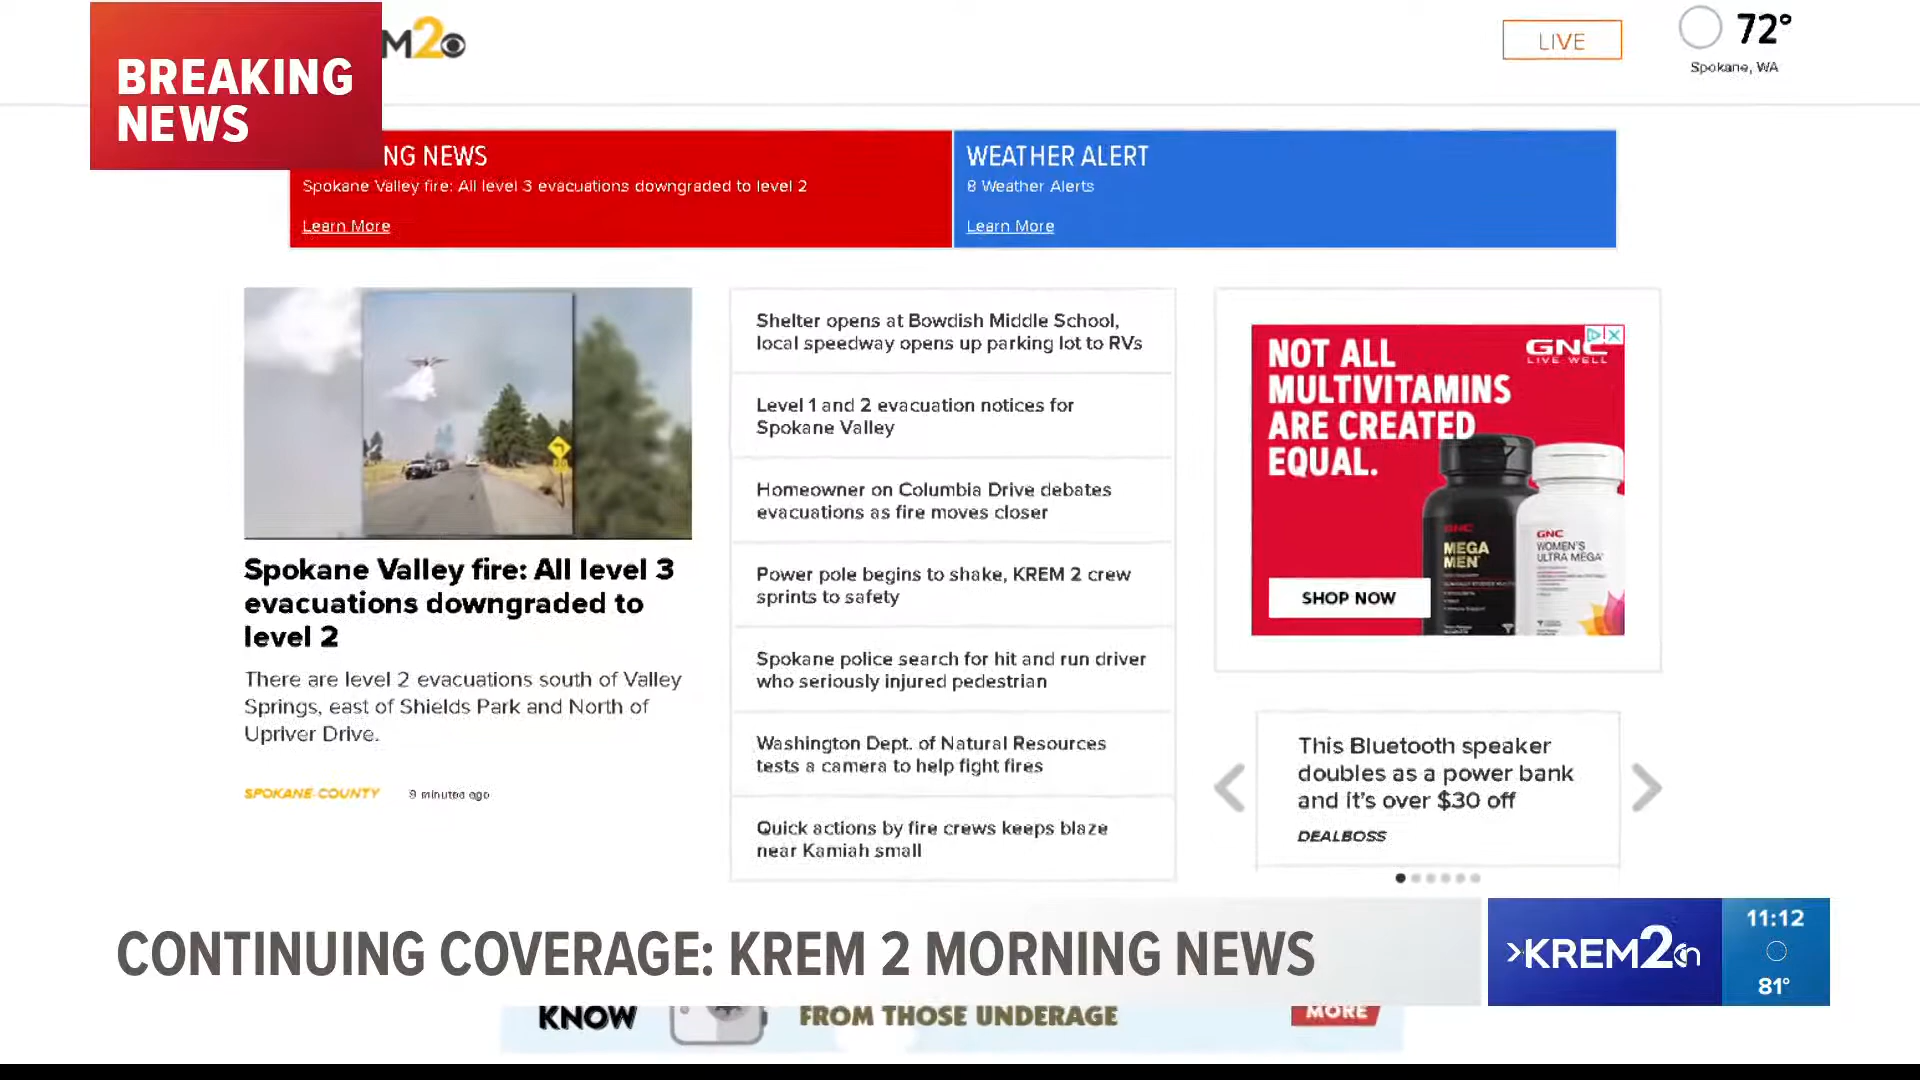 BREAKING
NEWS
M2
LIVE
72°
Spokane, WA
NG NEWS
Spokane Valley fire: All level 3 evacuations downgraded to level 2
Learn More
WEATHER ALERT
8 Weather Alerts
Learn More
Spokane Valley fire: All level 3
evacuations downgraded to
level 2
There are level 2 evacuations south of Valley
Springs, east of Shields Park and North of
Upriver Drive.
SPOKANE-COUNTY 9 minutes ago
Shelter opens at Bowdish Middle School,
local speedway opens up parking lot to RVs
Level 1 and 2 evacuation notices for
Spokane Valley
Homeowner on Columbia Drive debates
evacuations as fire moves closer
Power pole begins to shake, KREM 2 crew
sprints to safety
Spokane police search for hit and run driver
who seriously injured pedestrian
Washington Dept. of Natural Resources
tests a camera to help fight fires
Quick actions by fire crews keeps blaze
near Kamiah small
NOT ALL
MULTIVITAMINS
ARE CREATED
EQUAL.
GNC
LIVE WELL
GNC
MEGA
MEN
GNC
WOMEN'S
ULTRA MEGA
SHOP NOW
This Bluetooth speaker
doubles as a power bank
and it's over $30 off
DEALBOSS
CONTINUING COVERAGE: KREM 2 MORNING NEWS
KREM2
11:12
81°
KNOW
FROM THOSE UNDERAGE
MORE